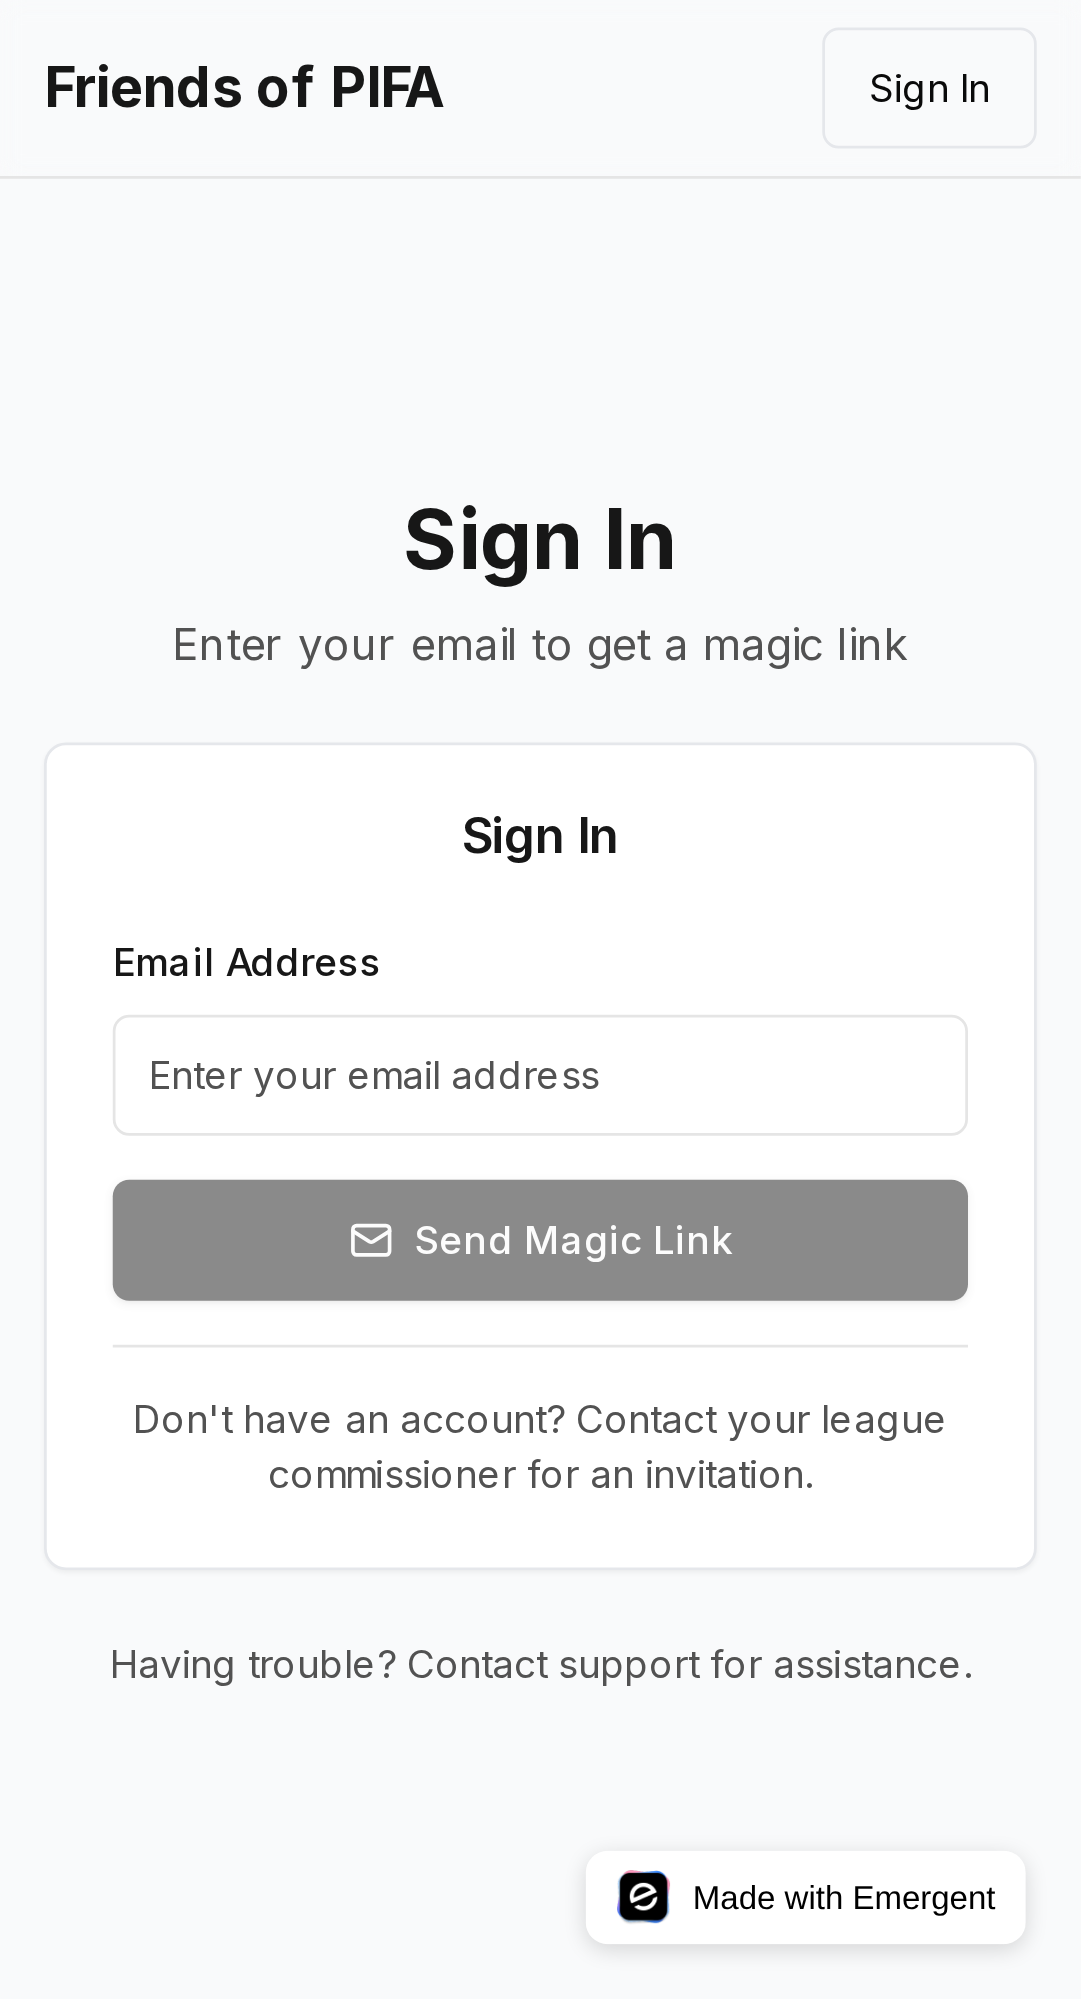 Friends of PIFA
Sign In
Sign In
Enter your email to get a magic link
Sign In
Email Address
Enter your email address
Send Magic Link
Don't have an account? Contact your league
commissioner for an invitation.
Having trouble? Contact support for assistance.
Made with Emergent